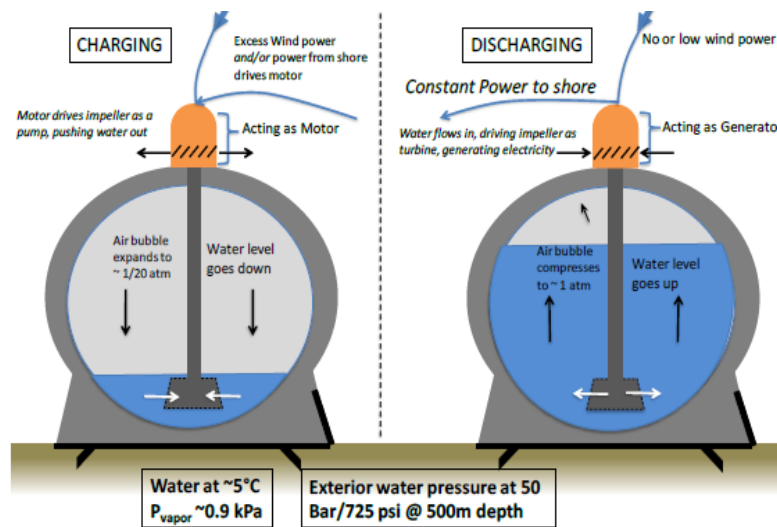 CHARGING
Excess Wind power
and/or power from shore
drives motor
Motor drives impeller as a
pump, pushing water out
Acting as Motor
Air bubble
expands to
~ 1/20 atm
Water level
goes down
DISCHARGING
No or low wind power
Constant Power to shore
Water flows in, driving impeller as
turbine, generating electricity
Acting as Generato
Air bubble
compresses
to ~ 1 atm
Water level
goes up
Water at ~5°C
Pvapor ~0.9 kPa
Exterior water pressure at 50
Bar/725 psi @ 500m depth